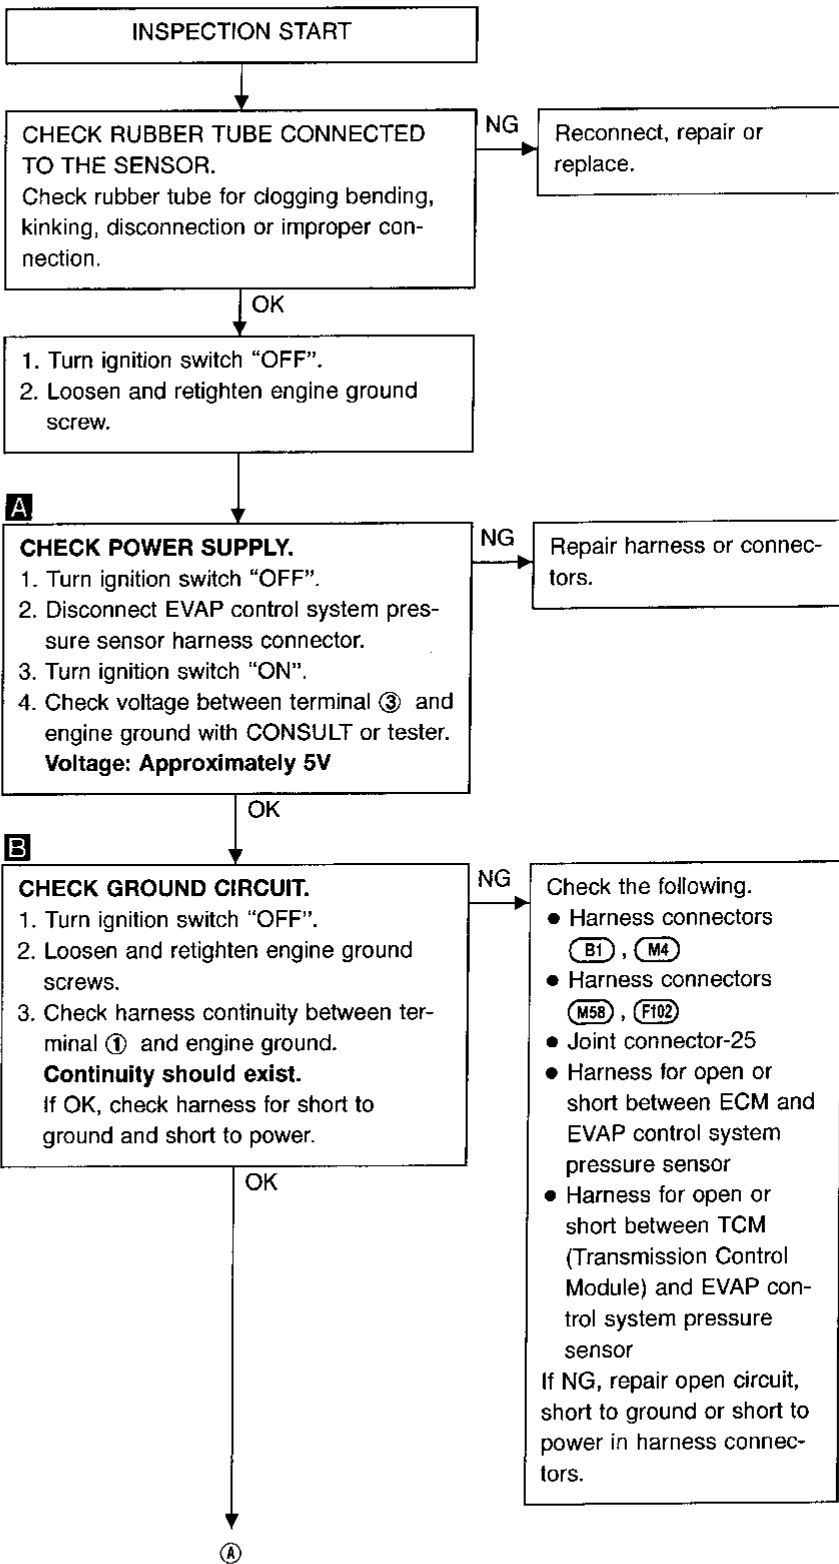 INSPECTION START
CHECK RUBBER TUBE CONNECTED
TO THE SENSOR.
Check rubber tube for clogging bending,
kinking, disconnection or improper con-
nection.
NG
Reconnect, repair or
replace.
OK
1. Turn ignition switch “OFF”.
2. Loosen and retighten engine ground
screw.
A
CHECK POWER SUPPLY.
1. Turn ignition switch “OFF”.
2. Disconnect EVAP control system pres-
sure sensor harness connector.
3. Turn ignition switch “ON”.
4. Check voltage between terminal ③ and
engine ground with CONSULT or tester.
Voltage: Approximately 5V
NG
Repair harness or connec-
tors.
OK
B
CHECK GROUND CIRCUIT.
1. Turn ignition switch “OFF”.
2. Loosen and retighten engine ground
screws.
3. Check harness continuity between ter-
minal ① and engine ground.
Continuity should exist.
If OK, check harness for short to
ground and short to power.
NG
Check the following.
● Harness connectors
B1 , M4
● Harness connectors
M58 , F102
● Joint connector-25
● Harness for open or
short between ECM and
EVAP control system
pressure sensor
● Harness for open or
short between TCM
(Transmission Control
Module) and EVAP con-
trol system pressure
sensor
If NG, repair open circuit,
short to ground or short to
power in harness connec-
tors.
OK
Ⓐ